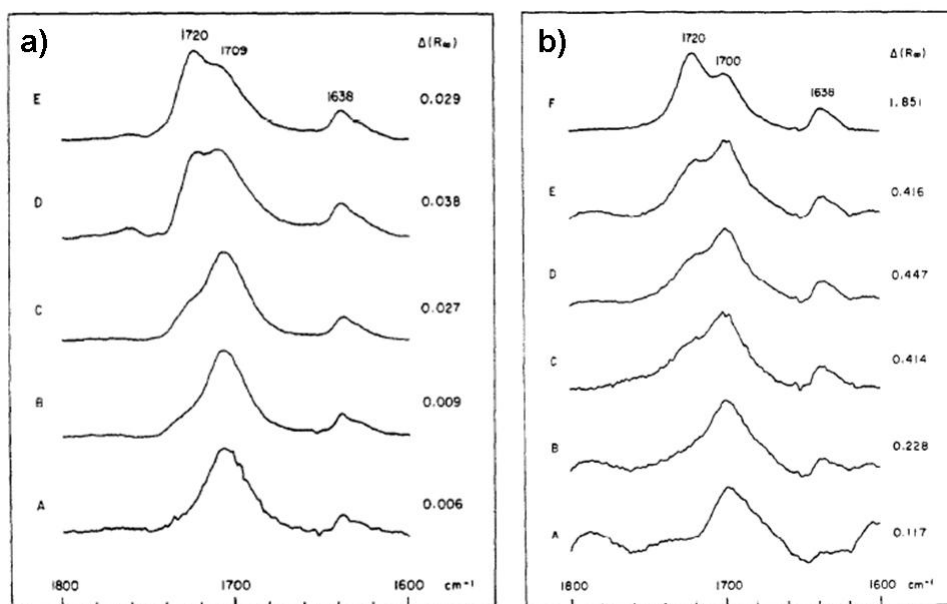 a)
Δ(R∞)
1720
1709
1638
E
0.029
D
0.038
C
0.027
B
0.009
A
0.006
1800
1700
1600
cm⁻¹
b)
Δ(R∞)
1720
1700
1638
F
1.851
E
0.416
D
0.447
C
0.414
B
0.228
A
0.117
1800
1700
1600
cm⁻¹